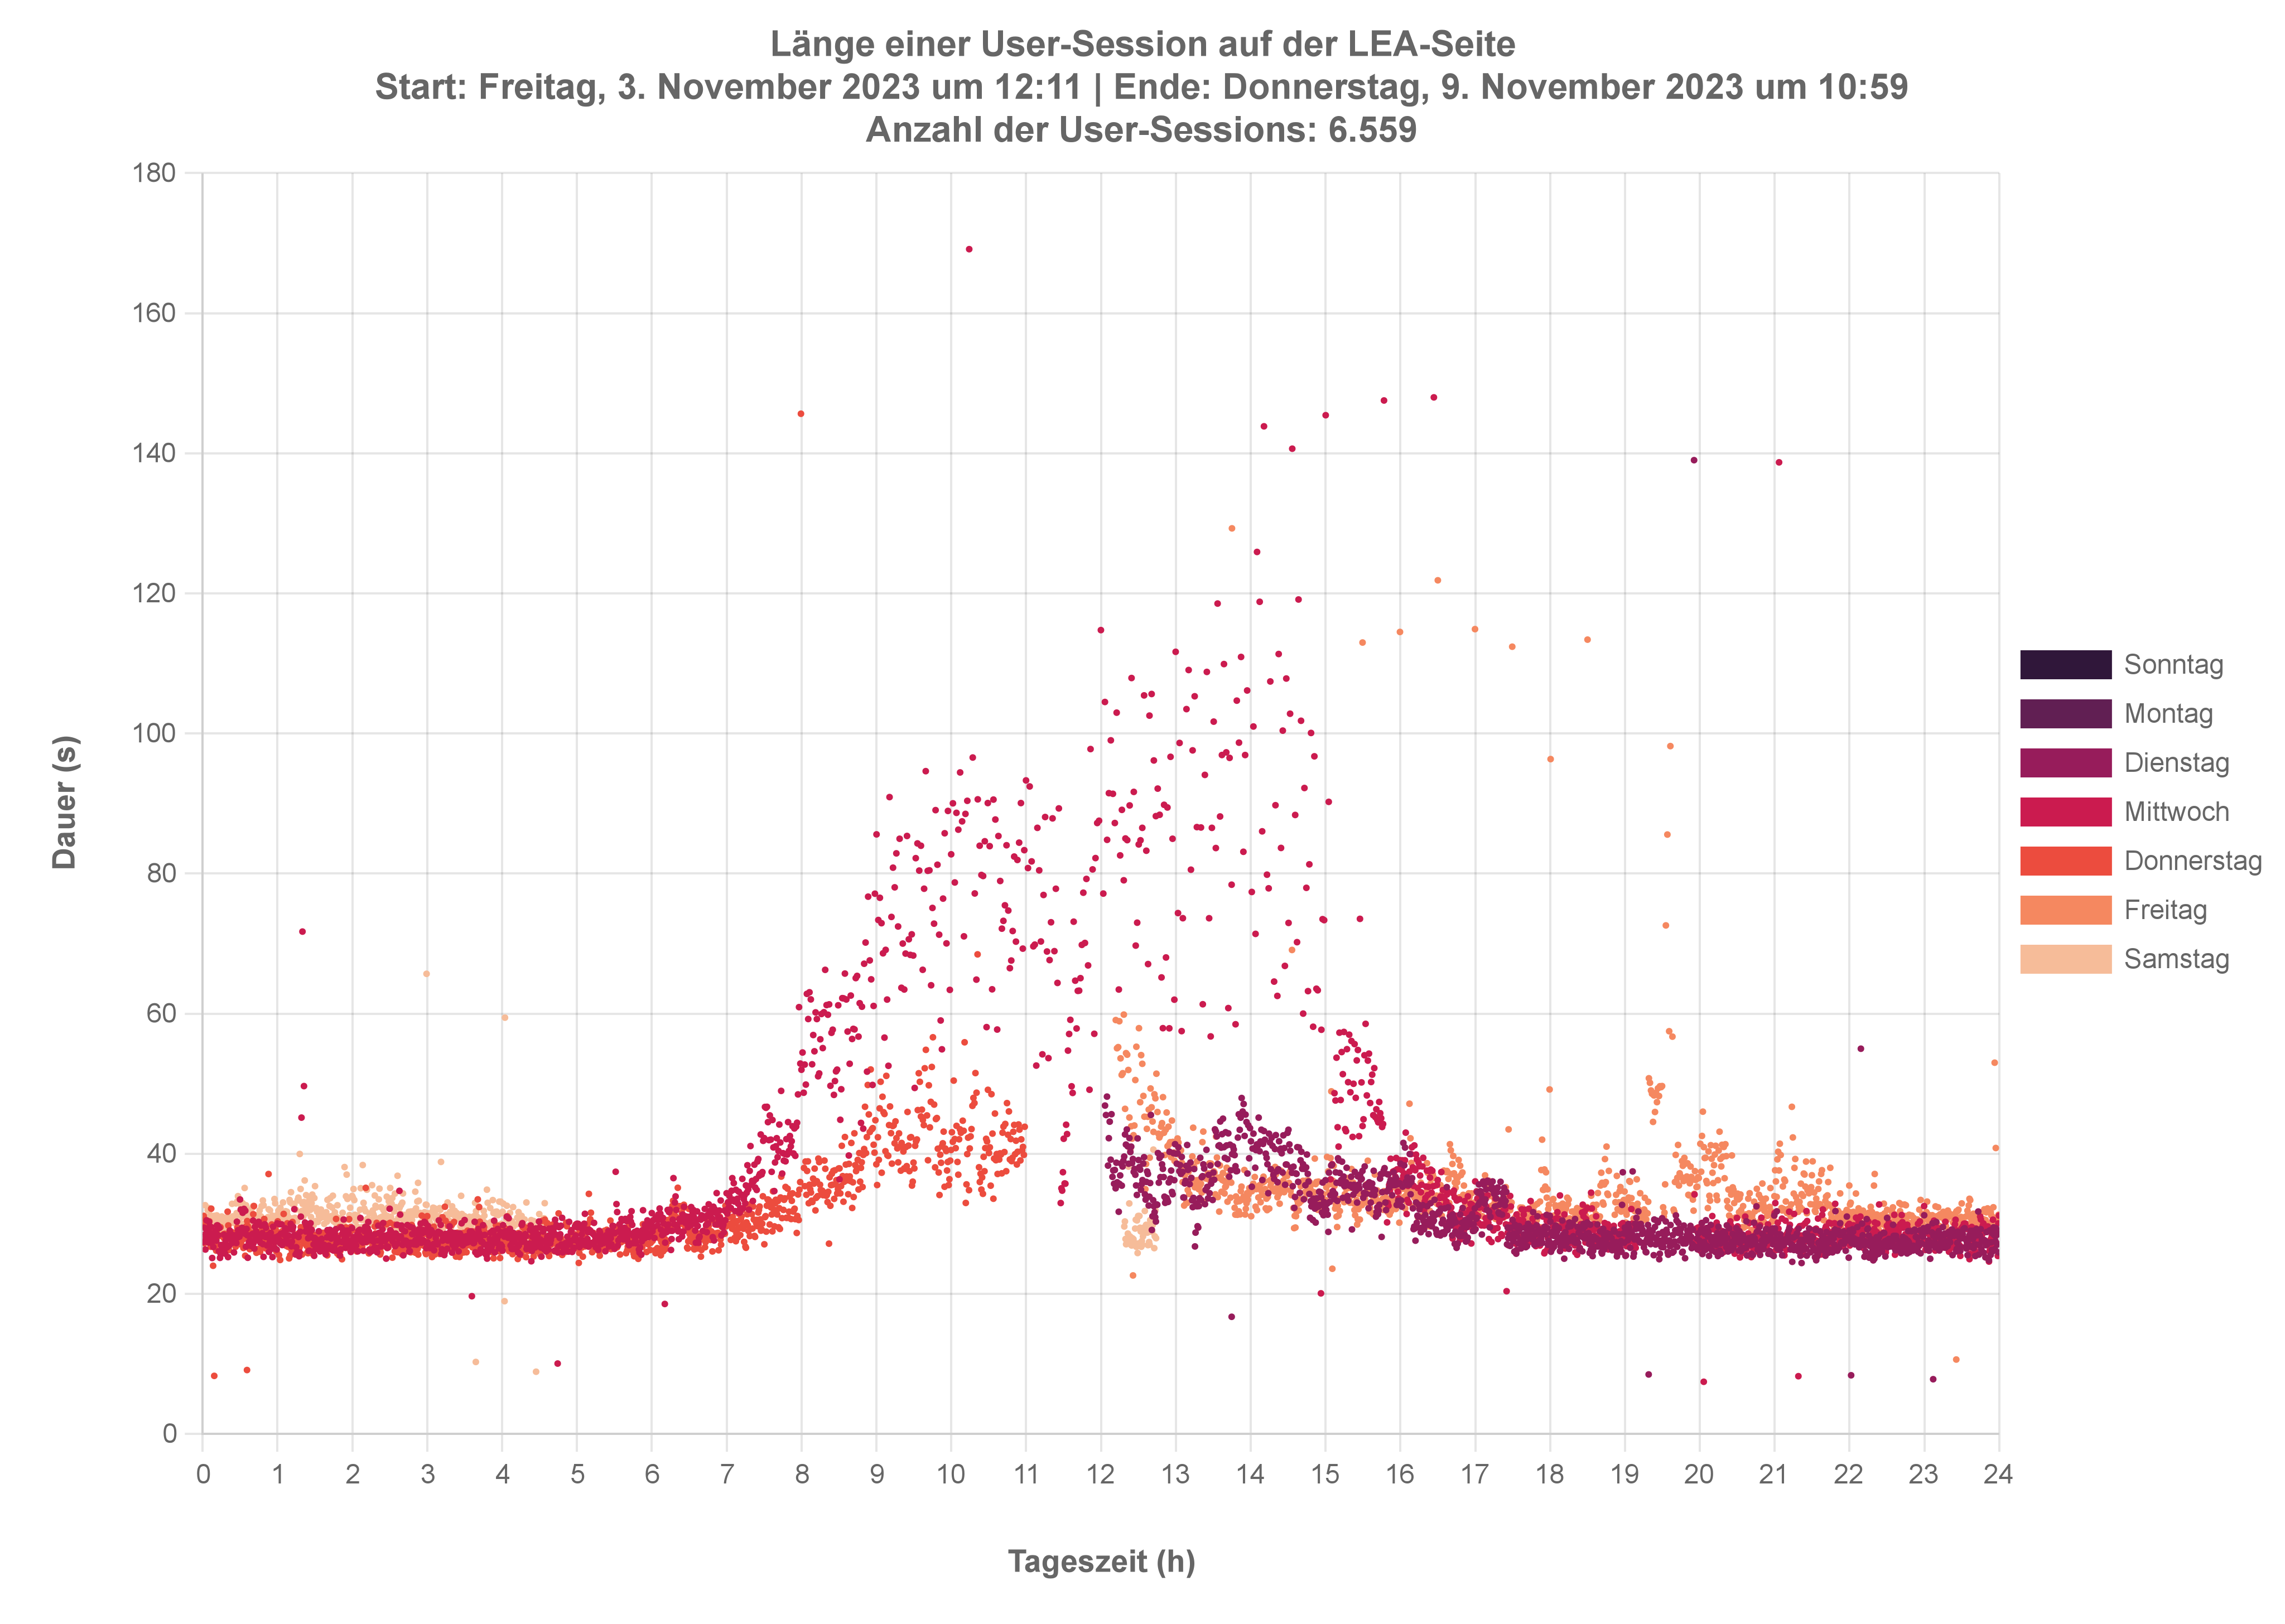 Länge einer User-Session auf der LEA-Seite
Start: Freitag, 3. November 2023 um 12:11 | Ende: Donnerstag, 9. November 2023 um 10:59
Anzahl der User-Sessions: 6.559
180
160
140
120
100
80
60
40
20
0
Dauer (s)
0 1 2 3 4 5 6 7 8 9 10 11 12 13 14 15 16 17 18 19 20 21 22 23 24
Tageszeit (h)
Sonntag
Montag
Dienstag
Mittwoch
Donnerstag
Freitag
Samstag